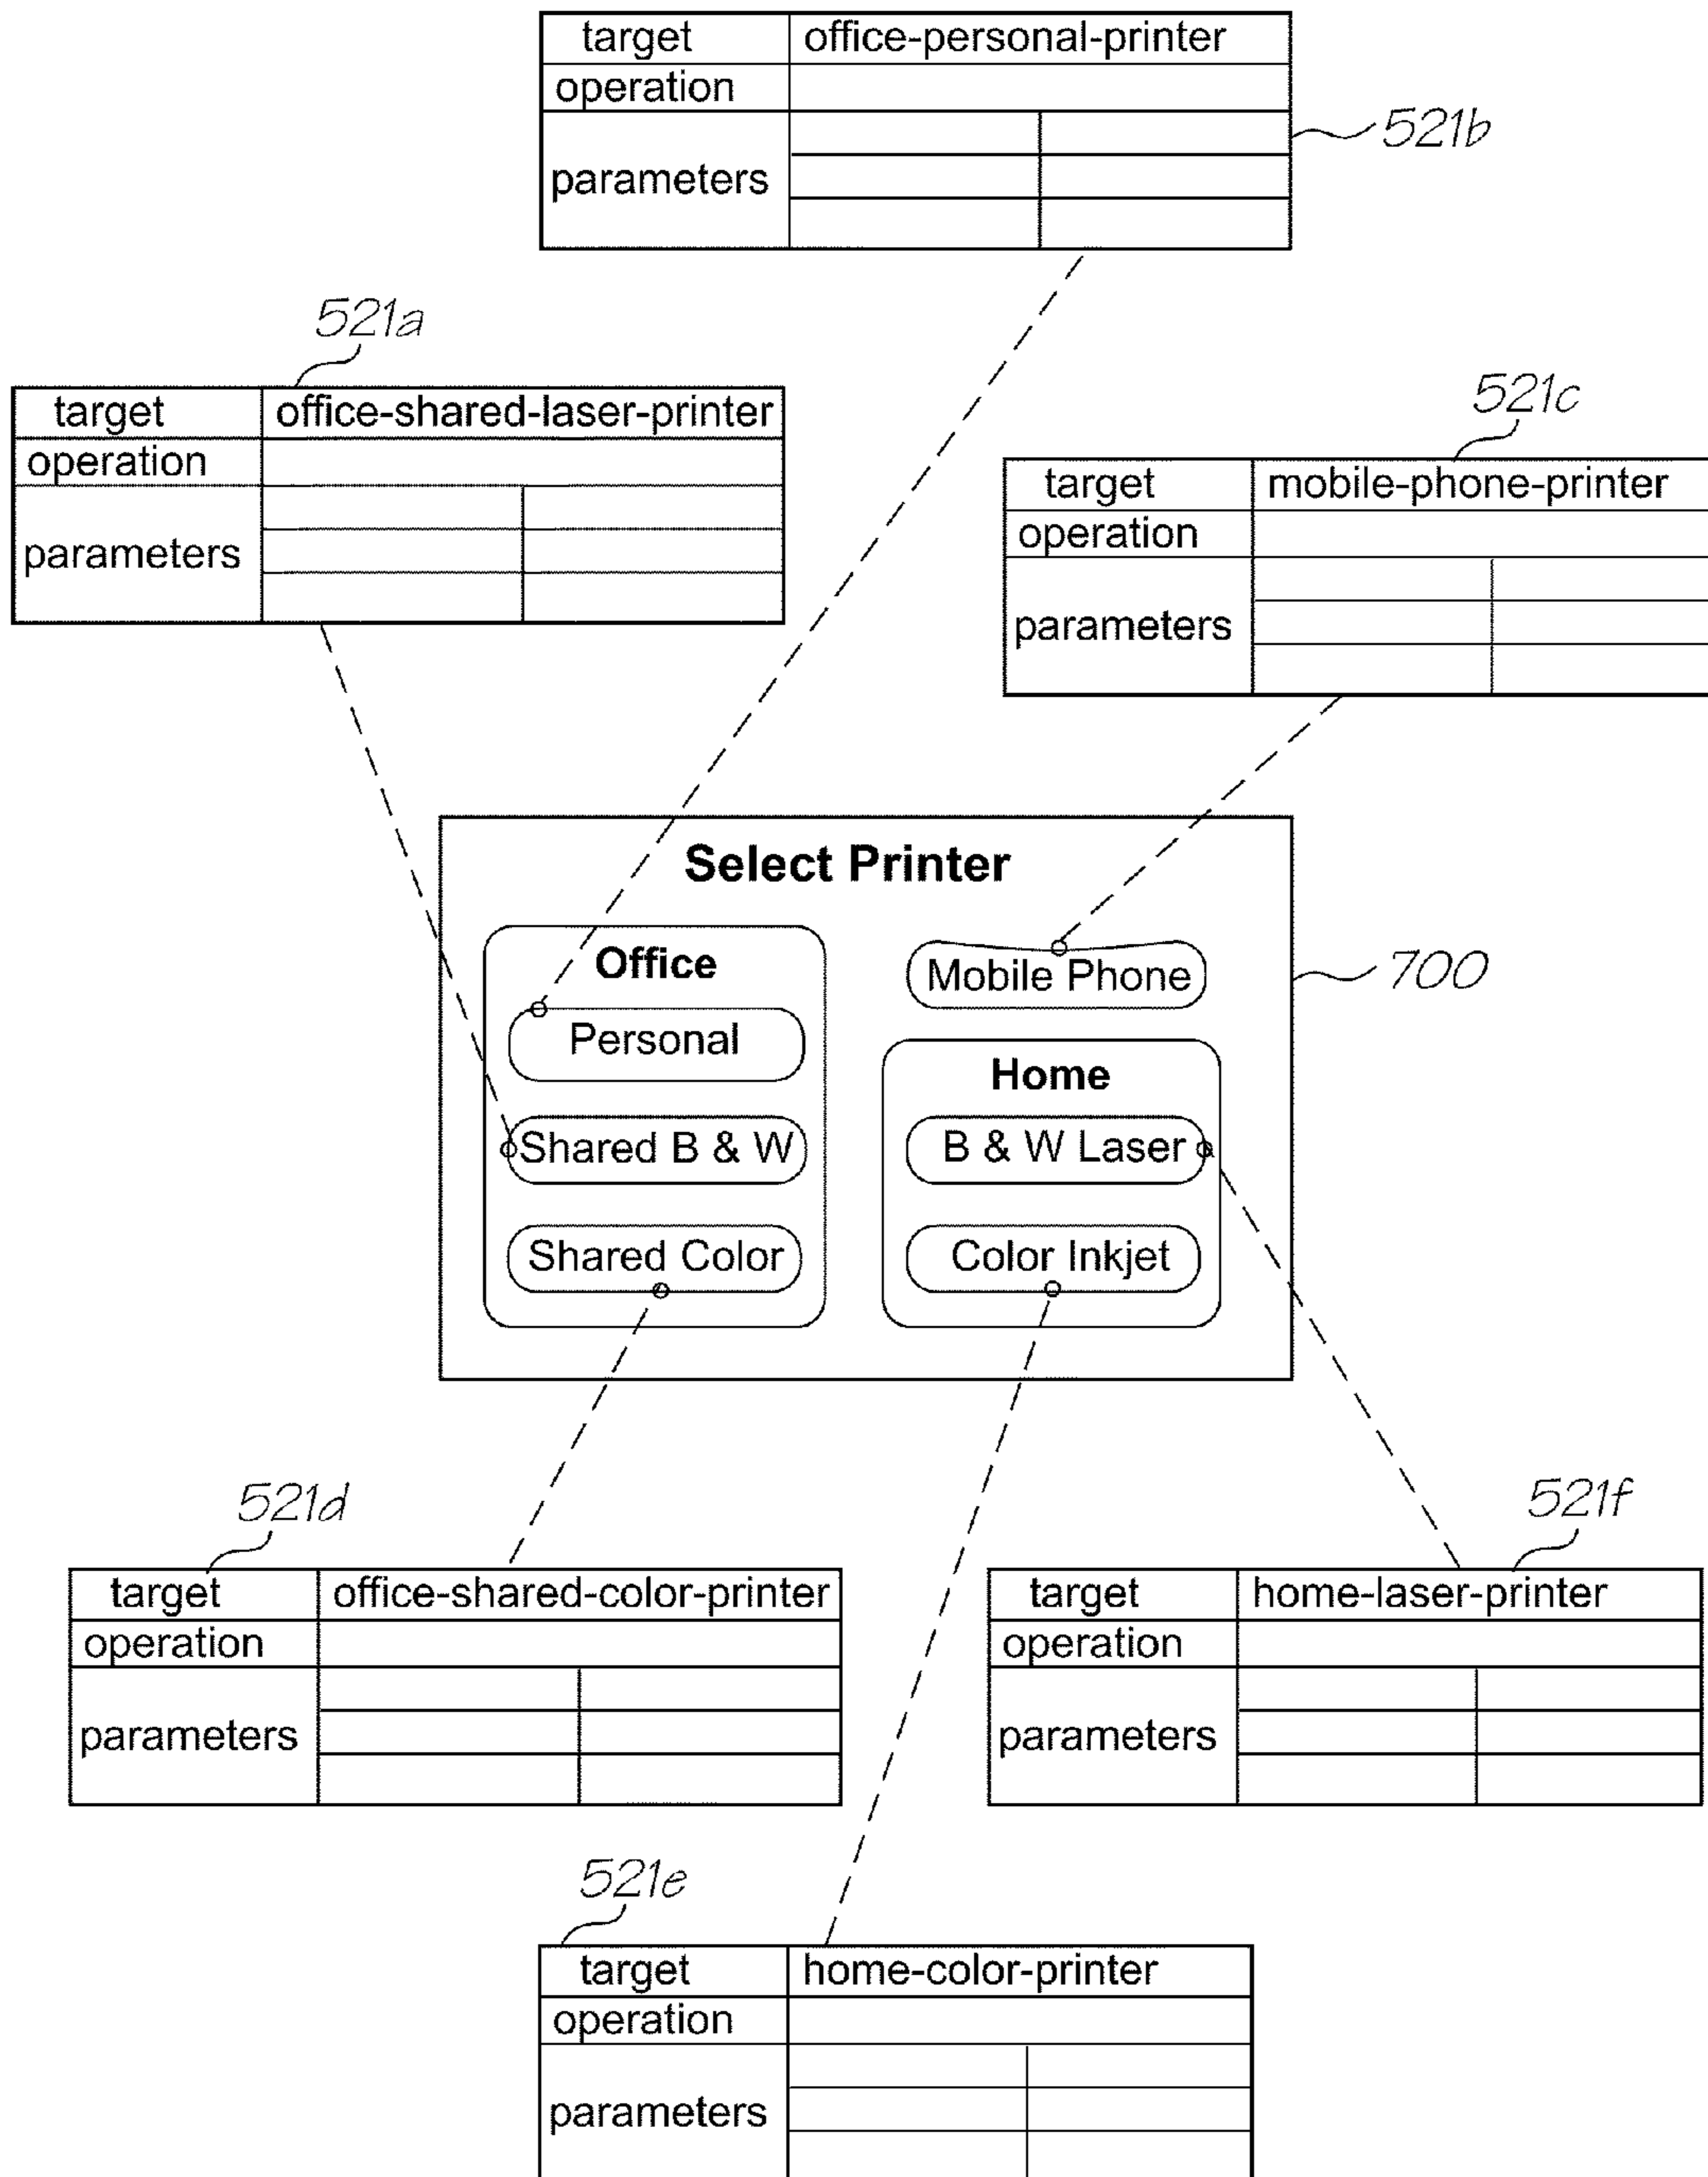 target office-personal-printer
operation
parameters
521b
521a
target office-shared-laser-printer
operation
parameters
521c
target mobile-phone-printer
operation
parameters
Select Printer
Office
Personal
Shared B & W
Shared Color
Mobile Phone
Home
B & W Laser
Color Inkjet
700
521d
target office-shared-color-printer
operation
parameters
521f
target home-laser-printer
operation
parameters
521e
target home-color-printer
operation
parameters